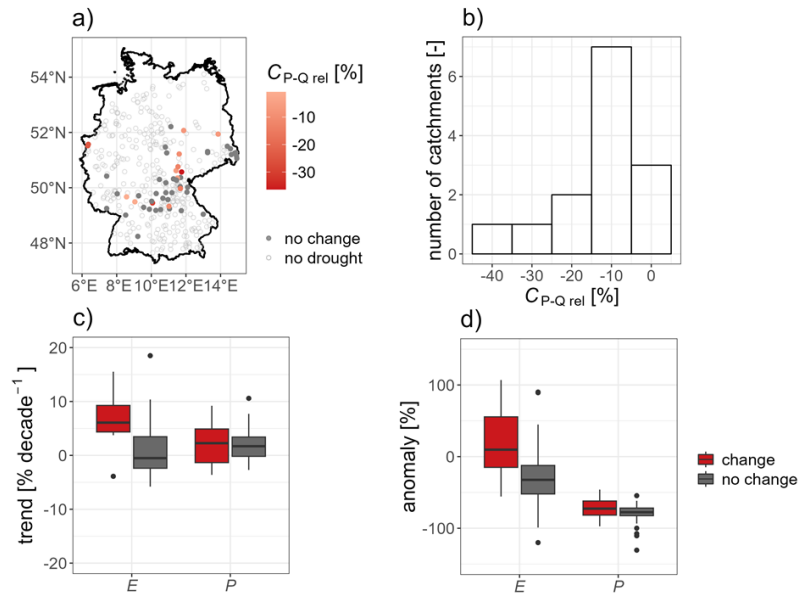 a)
C P-Q rel [%]
54°N
52°N
50°N
48°N
-10
-20
-30
no change
no drought
6°E 8°E 10°E 12°E 14°E
b)
number of catchments [-]
6
4
2
0
-40 -30 -20 -10 0
C P-Q rel [%]
c)
trend [% decade⁻¹ ]
20
10
0
-10
-20
E P
d)
anomaly [%]
100
0
-100
E P
change
no change